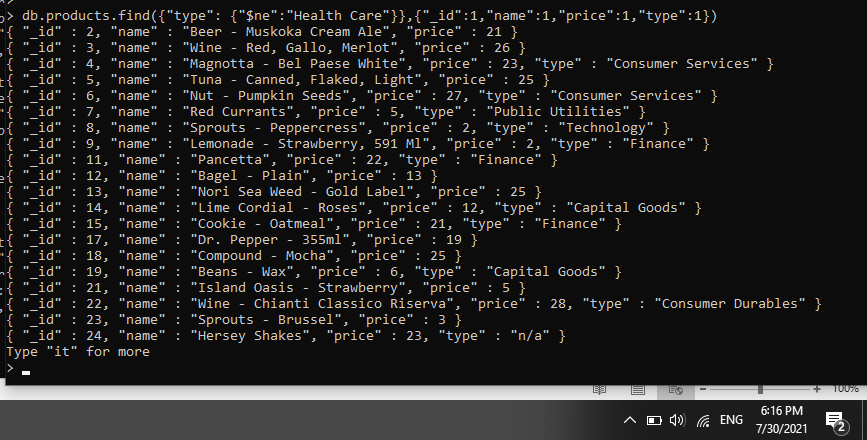 > db.products.find({"type": {"$ne":"Health Care"}},{"_id":1,"name":1,"price":1,"type":1})
{ "_id" : 2, "name" : "Beer - Muskoka Cream Ale", "price" : 21 }
{ "_id" : 3, "name" : "Wine - Red, Gallo, Merlot", "price" : 26 }
{ "_id" : 4, "name" : "Magnotta - Bel Paese White", "price" : 23, "type" : "Consumer Services" }
{ "_id" : 5, "name" : "Tuna - Canned, Flaked, Light", "price" : 25 }
{ "_id" : 6, "name" : "Nut - Pumpkin Seeds", "price" : 27, "type" : "Consumer Services" }
{ "_id" : 7, "name" : "Red Currants", "price" : 5, "type" : "Public Utilities" }
{ "_id" : 8, "name" : "Sprouts - Peppercress", "price" : 2, "type" : "Technology" }
{ "_id" : 9, "name" : "Lemonade - Strawberry, 591 Ml", "price" : 2, "type" : "Finance" }
{ "_id" : 11, "name" : "Pancetta", "price" : 22, "type" : "Finance" }
{ "_id" : 12, "name" : "Bagel - Plain", "price" : 13 }
{ "_id" : 13, "name" : "Nori Sea Weed - Gold Label", "price" : 25 }
{ "_id" : 14, "name" : "Lime Cordial - Roses", "price" : 12, "type" : "Capital Goods" }
{ "_id" : 15, "name" : "Cookie - Oatmeal", "price" : 21, "type" : "Finance" }
{ "_id" : 17, "name" : "Dr. Pepper - 355ml", "price" : 19 }
{ "_id" : 18, "name" : "Compound - Mocha", "price" : 25 }
{ "_id" : 19, "name" : "Beans - Wax", "price" : 6, "type" : "Capital Goods" }
{ "_id" : 21, "name" : "Island Oasis - Strawberry", "price" : 5 }
{ "_id" : 22, "name" : "Wine - Chianti Classico Riserva", "price" : 28, "type" : "Consumer Durables" }
{ "_id" : 23, "name" : "Sprouts - Brussel", "price" : 3 }
{ "_id" : 24, "name" : "Hersey Shakes", "price" : 23, "type" : "n/a" }
Type "it" for more
>
100%
ENG
6:16 PM
7/30/2021
2